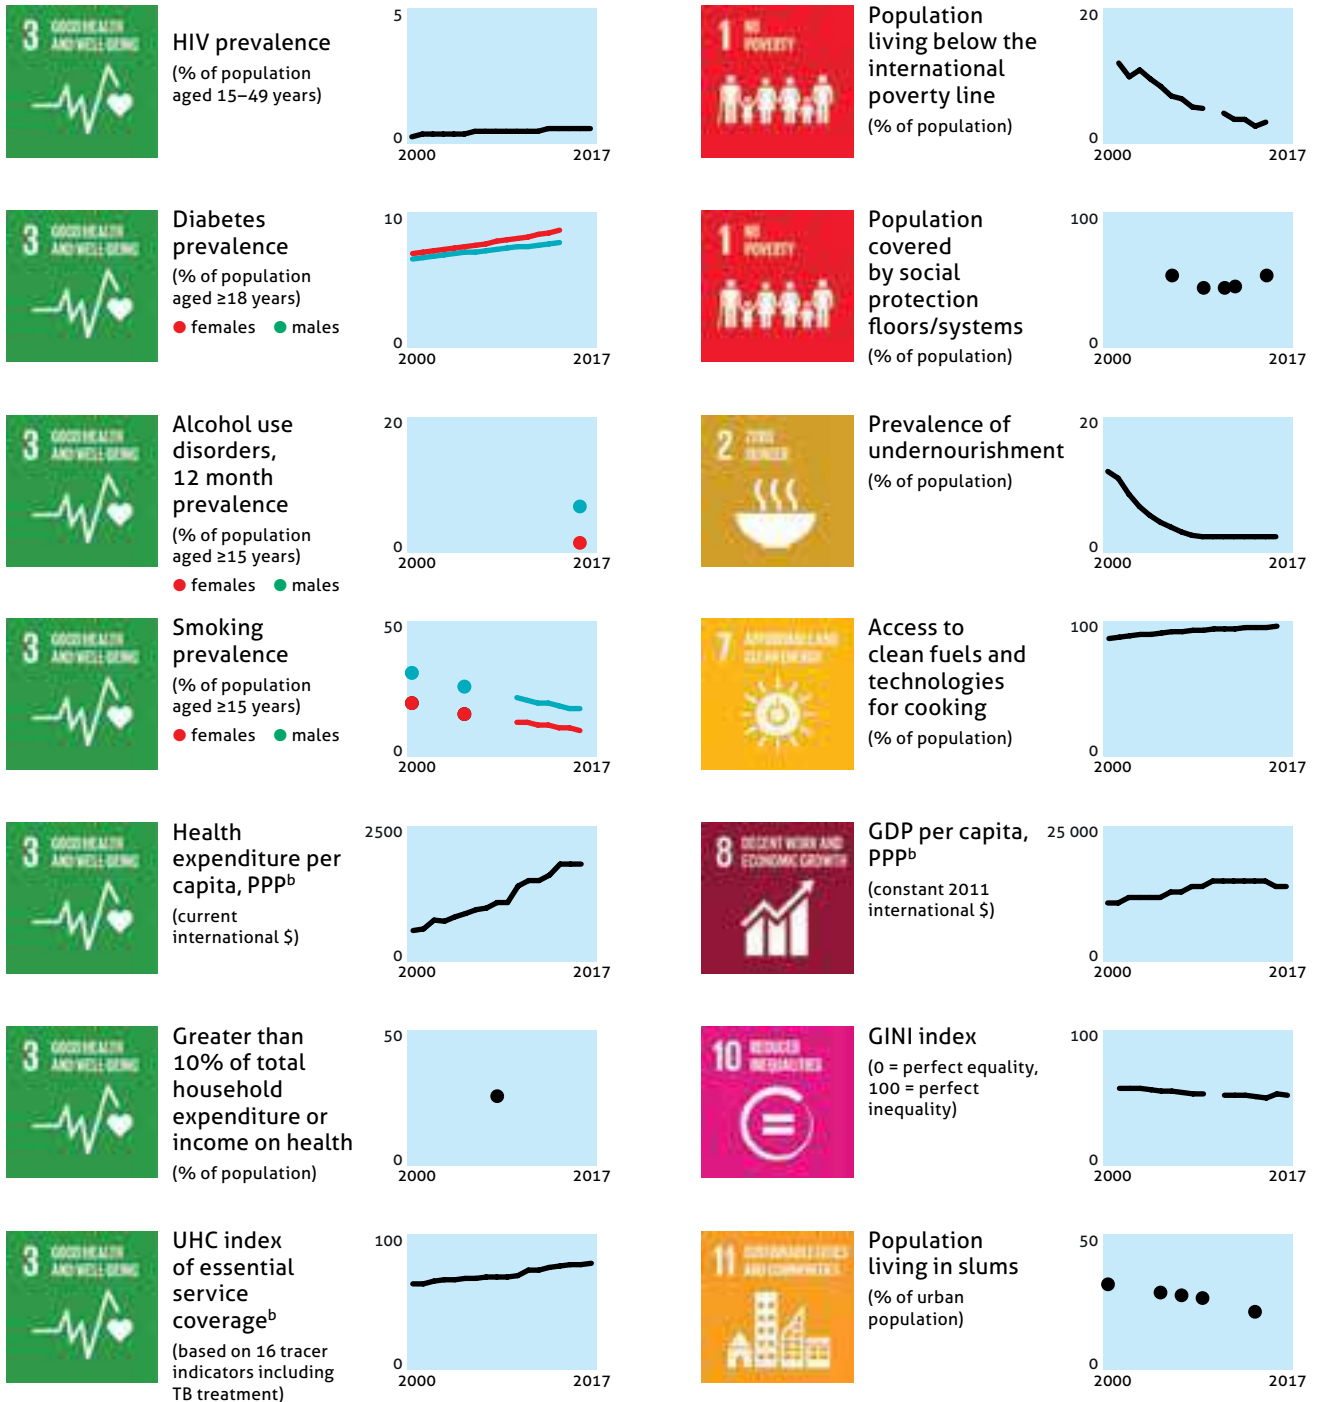 3 GOOD HEALTH
AND WELL-BEING
HIV prevalence
(% of population
aged 15–49 years)
5
0
2000
2017
3 GOOD HEALTH
AND WELL-BEING
Diabetes
prevalence
(% of population
aged ≥18 years)
females males
10
0
2000
2017
3 GOOD HEALTH
AND WELL-BEING
Alcohol use
disorders,
12 month
prevalence
(% of population
aged ≥15 years)
females males
20
0
2000
2017
3 GOOD HEALTH
AND WELL-BEING
Smoking
prevalence
(% of population
aged ≥15 years)
females males
50
0
2000
2017
3 GOOD HEALTH
AND WELL-BEING
Health
expenditure per
capita, PPPᵇ
(current
international $)
2500
0
2000
2017
3 GOOD HEALTH
AND WELL-BEING
Greater than
10% of total
household
expenditure or
income on health
(% of population)
50
0
2000
2017
3 GOOD HEALTH
AND WELL-BEING
UHC index
of essential
service
coverageᵇ
(based on 16 tracer
indicators including
TB treatment)
100
0
2000
2017
1 NO
POVERTY
Population
living below the
international
poverty line
(% of population)
20
0
2000
2017
1 NO
POVERTY
Population
covered
by social
protection
floors/systems
(% of population)
100
0
2000
2017
2 ZERO
HUNGER
Prevalence of
undernourishment
(% of population)
20
0
2000
2017
7 AFFORDABLE AND
CLEAN ENERGY
Access to
clean fuels and
technologies
for cooking
(% of population)
100
0
2000
2017
8 DECENT WORK AND
ECONOMIC GROWTH
GDP per capita,
PPPᵇ
(constant 2011
international $)
25 000
0
2000
2017
10 REDUCED
INEQUALITIES
GINI index
(0 = perfect equality,
100 = perfect
inequality)
100
0
2000
2017
11 SUSTAINABLE CITIES
AND COMMUNITIES
Population
living in slums
(% of urban
population)
50
0
2000
2017